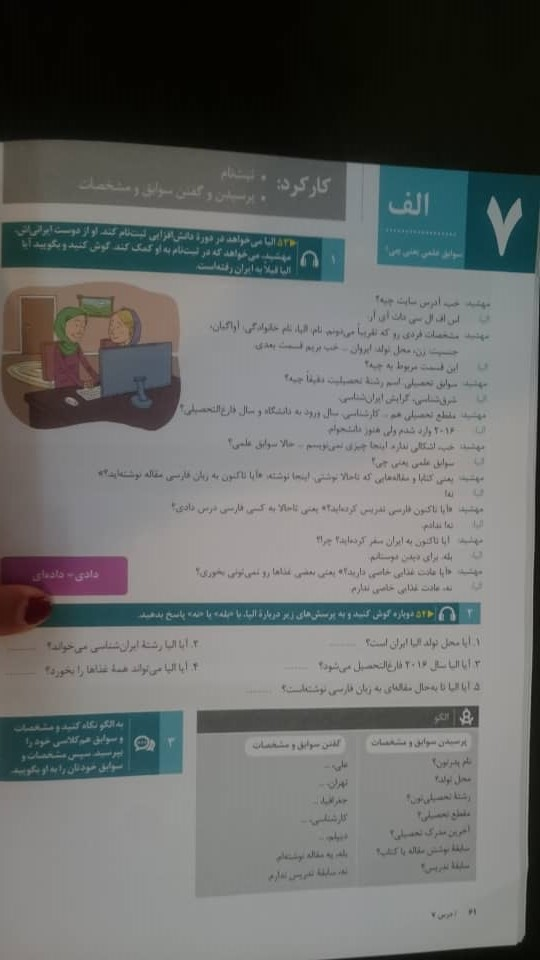 ۷
الف
سوابق علمی یعنی چی؟
کارکرد:
• ثبت‌نام
• پرسیدن و گفتن سوابق و مشخصات
۱
۵۳ الیا می‌خواهد در دورهٔ دانش‌افزایی ثبت‌نام کند. او از دوست ایرانی‌اش،
مهشید، می‌خواهد که در ثبت‌نام به او کمک کند. گوش کنید و بگویید آیا
الیا قبلاً به ایران رفته‌است.
مهشید: خب، آدرس سایت چیه؟
الیا: اس اف ال سی دات آی آر.
مهشید: مشخصات فردی رو که تقریباً می‌دونم. نام، الیا، نام خانوادگی، آواگیان،
جنسیت زن، محل تولد، ایروان ... خب بریم قسمت بعدی.
الیا: این قسمت مربوط به چیه؟
مهشید: سوابق تحصیلی. اسم رشتهٔ تحصیلیت دقیقاً چیه؟
الیا: شرق‌شناسی، گرایش ایران‌شناسی.
مهشید: مقطع تحصیلی هم .. کارشناسی. سال ورود به دانشگاه و سال فارغ‌التحصیلی؟
الیا: ۲۰۱۶ وارد شدم ولی هنوز دانشجوام.
مهشید: خب، اشکالی نداره. اینجا چیزی نمی‌نویسم ... حالا سوابق علمی؟
الیا: سوابق علمی یعنی چی؟
مهشید: یعنی کتابا و مقاله‌هایی که تاحالا نوشتی. اینجا نوشته، «آیا تاکنون به زبان فارسی مقاله نوشته‌اید؟»
الیا: نه!
مهشید: «آیا تاکنون فارسی تدریس کرده‌اید؟» یعنی تاحالا به کسی فارسی درس دادی؟
الیا: نه! ندادم.
مهشید: آیا تاکنون به ایران سفر کرده‌اید؟ چرا؟
الیا: بله. برای دیدن دوستانم.
مهشید: «آیا عادت غذایی خاصی دارید؟» یعنی بعضی غذاها رو نمی‌تونی بخوری؟
الیا: نه، عادت غذایی خاصی ندارم.
دادی = داده‌ای
۲
۵۴ دوباره گوش کنید و به پرسش‌های زیر دربارهٔ الیا، با «بله» یا «نه» پاسخ بدهید.
۱. آیا محل تولد الیا ایران است؟ ........
۲. آیا الیا رشتهٔ ایران‌شناسی می‌خواند؟ ........
۳. آیا الیا سال ۲۰۱۶ فارغ‌التحصیل می‌شود؟ ........
۴. آیا الیا می‌تواند همهٔ غذاها را بخورد؟ ........
۵. آیا الیا تا به‌حال مقاله‌ای به زبان فارسی نوشته‌است؟ ........
الگو
پرسیدن سوابق و مشخصات
گفتن سوابق و مشخصات
نام پدرتون؟
علی، ...
محل تولد؟
تهران، ...
رشتهٔ تحصیلی‌تون؟
جغرافیا، ...
مقطع تحصیلی؟
کارشناسی، ...
آخرین مدرک تحصیلی؟
دیپلم، ...
سابقهٔ نوشتن مقاله یا کتاب؟
بله، یه مقاله نوشته‌ام.
سابقهٔ تدریس؟
نه، سابقهٔ تدریس ندارم.
۳
به الگو نگاه کنید و مشخصات
و سوابق هم‌کلاسی خود را
بپرسید. سپس مشخصات و
سوابق خودتان را به او بگویید.
۶۱ / درس ۷